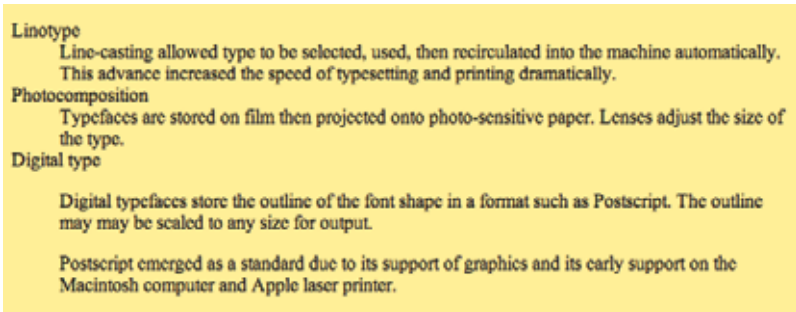 Linotype
Line-casting allowed type to be selected, used, then recirculated into the machine automatically.
This advance increased the speed of typesetting and printing dramatically.
Photocomposition
Typefaces are stored on film then projected onto photo-sensitive paper. Lenses adjust the size of
the type.
Digital type
Digital typefaces store the outline of the font shape in a format such as Postscript. The outline
may may be scaled to any size for output.
Postscript emerged as a standard due to its support of graphics and its early support on the
Macintosh computer and Apple laser printer.